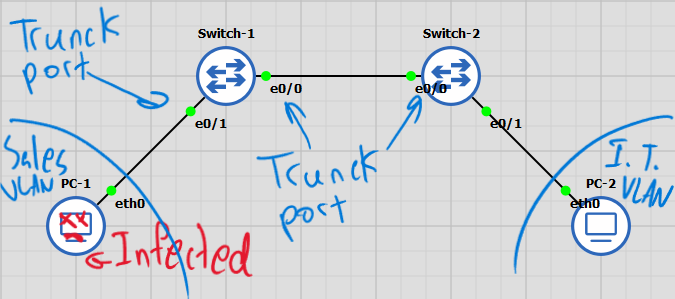 Trunck
port
Switch-1
Switch-2
e0/0
e0/0
e0/1
e0/1
Sales
VLAN
PC-1
eth0
Trunck
port
I.T.
VLAN
PC-2
eth0
Infected